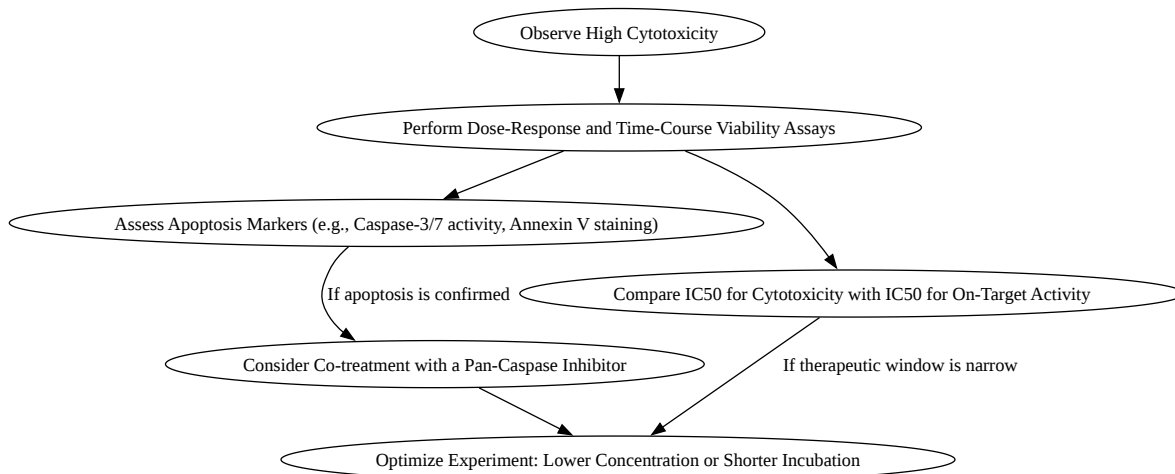 Observe High Cytotoxicity
Perform Dose-Response and Time-Course Viability Assays
Assess Apoptosis Markers (e.g., Caspase-3/7 activity, Annexin V staining)
If apoptosis is confirmed
Compare IC50 for Cytotoxicity with IC50 for On-Target Activity
Consider Co-treatment with a Pan-Caspase Inhibitor
If therapeutic window is narrow
Optimize Experiment: Lower Concentration or Shorter Incubation